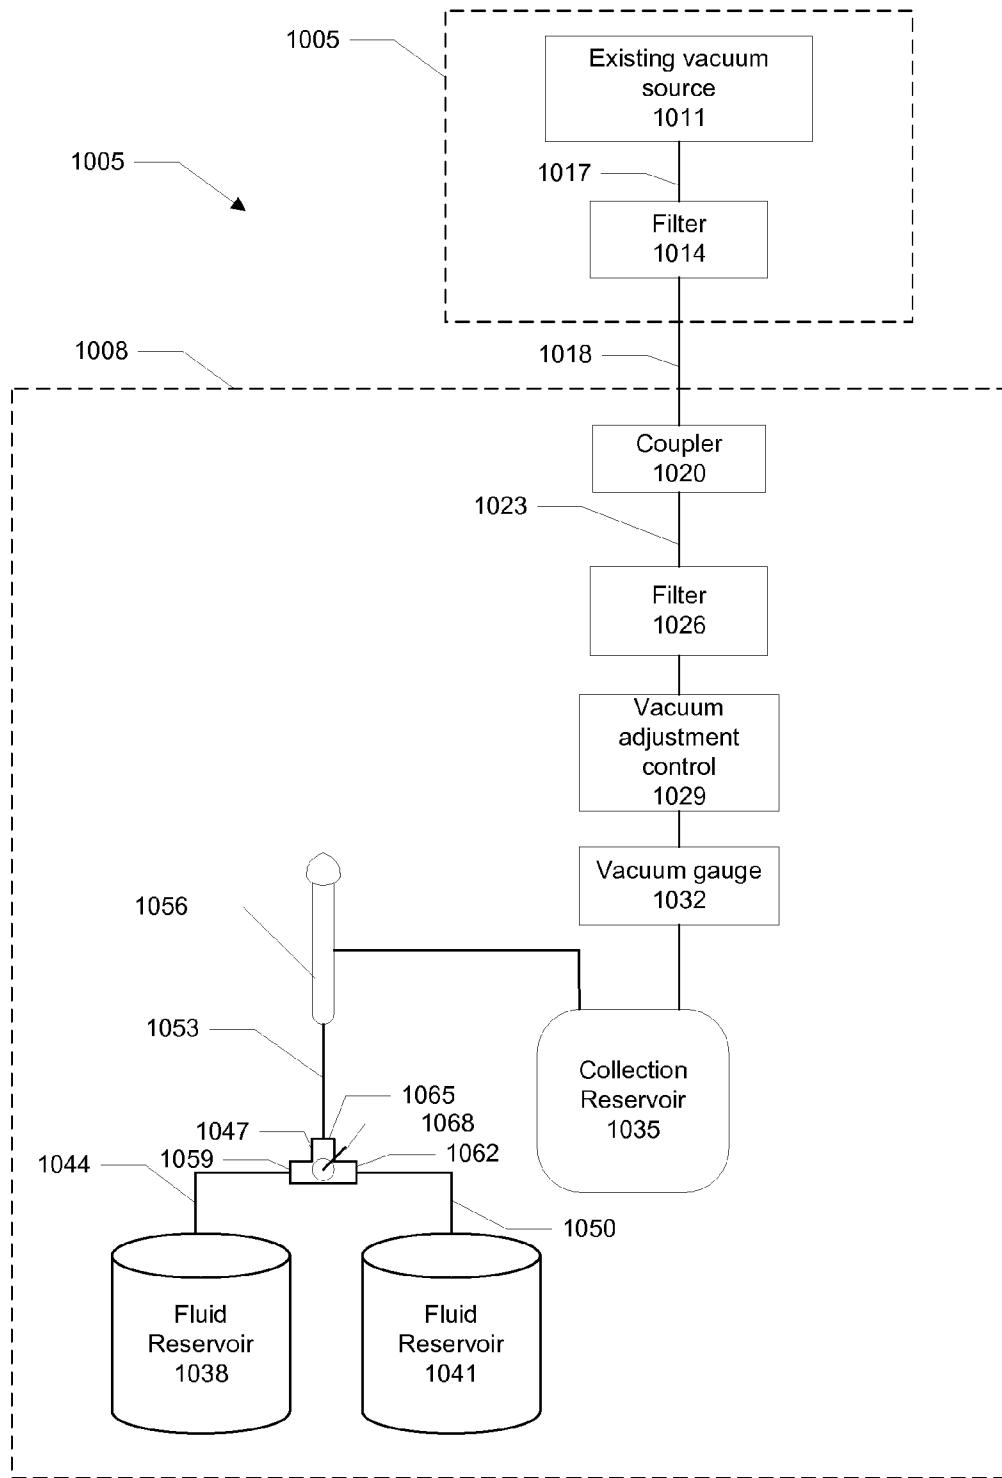 1005
Existing vacuum
source
1011
1005
1017
Filter
1014
1008
1018
Coupler
1020
1023
Filter
1026
Vacuum
adjustment
control
1029
Vacuum gauge
1032
1056
1053
Collection
Reservoir
1035
1065
1068
1047
1059
1062
1044
1050
Fluid
Reservoir
1038
Fluid
Reservoir
1041